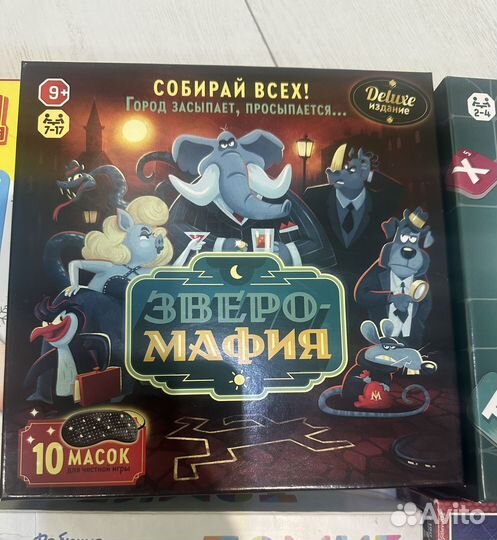 СОБИРАЙ ВСЕХ!
ГОРОД ЗАСЫПАЕТ, ПРОСЫПАЕТСЯ...
9+
7-17
Deluxe
издание
2-4
X
5
ЗВЕРО-
МАФИЯ
M
10 МАСОК
для честной игры
Avito